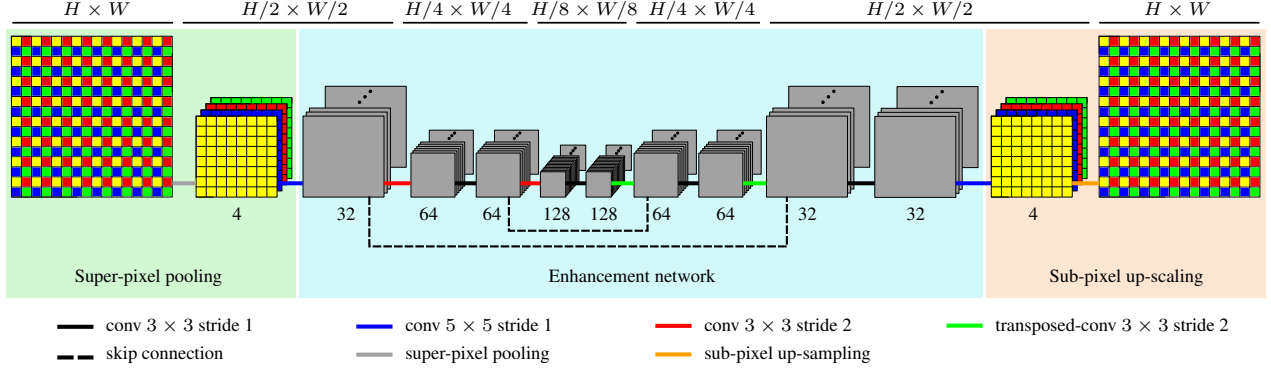 H × W H/2 × W/2 H/4 × W/4 H/8 × W/8 H/4 × W/4 H/2 × W/2 H × W
4 32 64 64 128 128 64 64 32 32 4
Super-pixel pooling Enhancement network Sub-pixel up-scaling
conv 3 × 3 stride 1 conv 5 × 5 stride 1 conv 3 × 3 stride 2 transposed-conv 3 × 3 stride 2
skip connection super-pixel pooling sub-pixel up-sampling